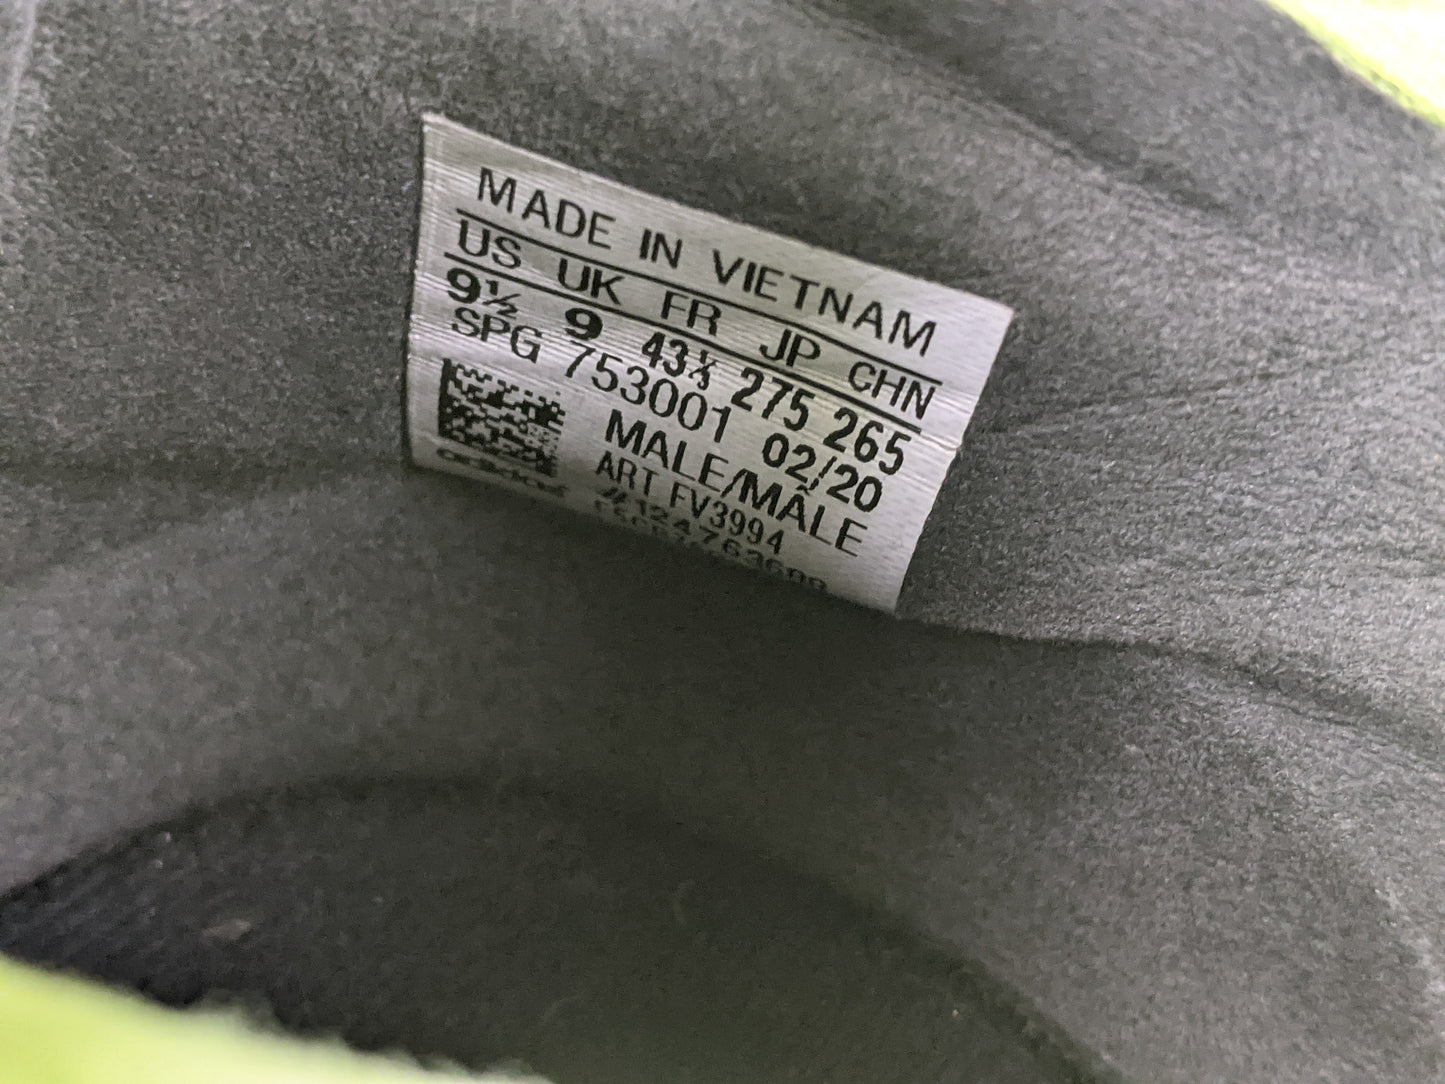 MADE IN VIETNAM
US UK FR JP CHN
9½ 9 43⅓ 275 265
SPG 753001 02/20
MALE/MÂLE
ART FV3994
adidas